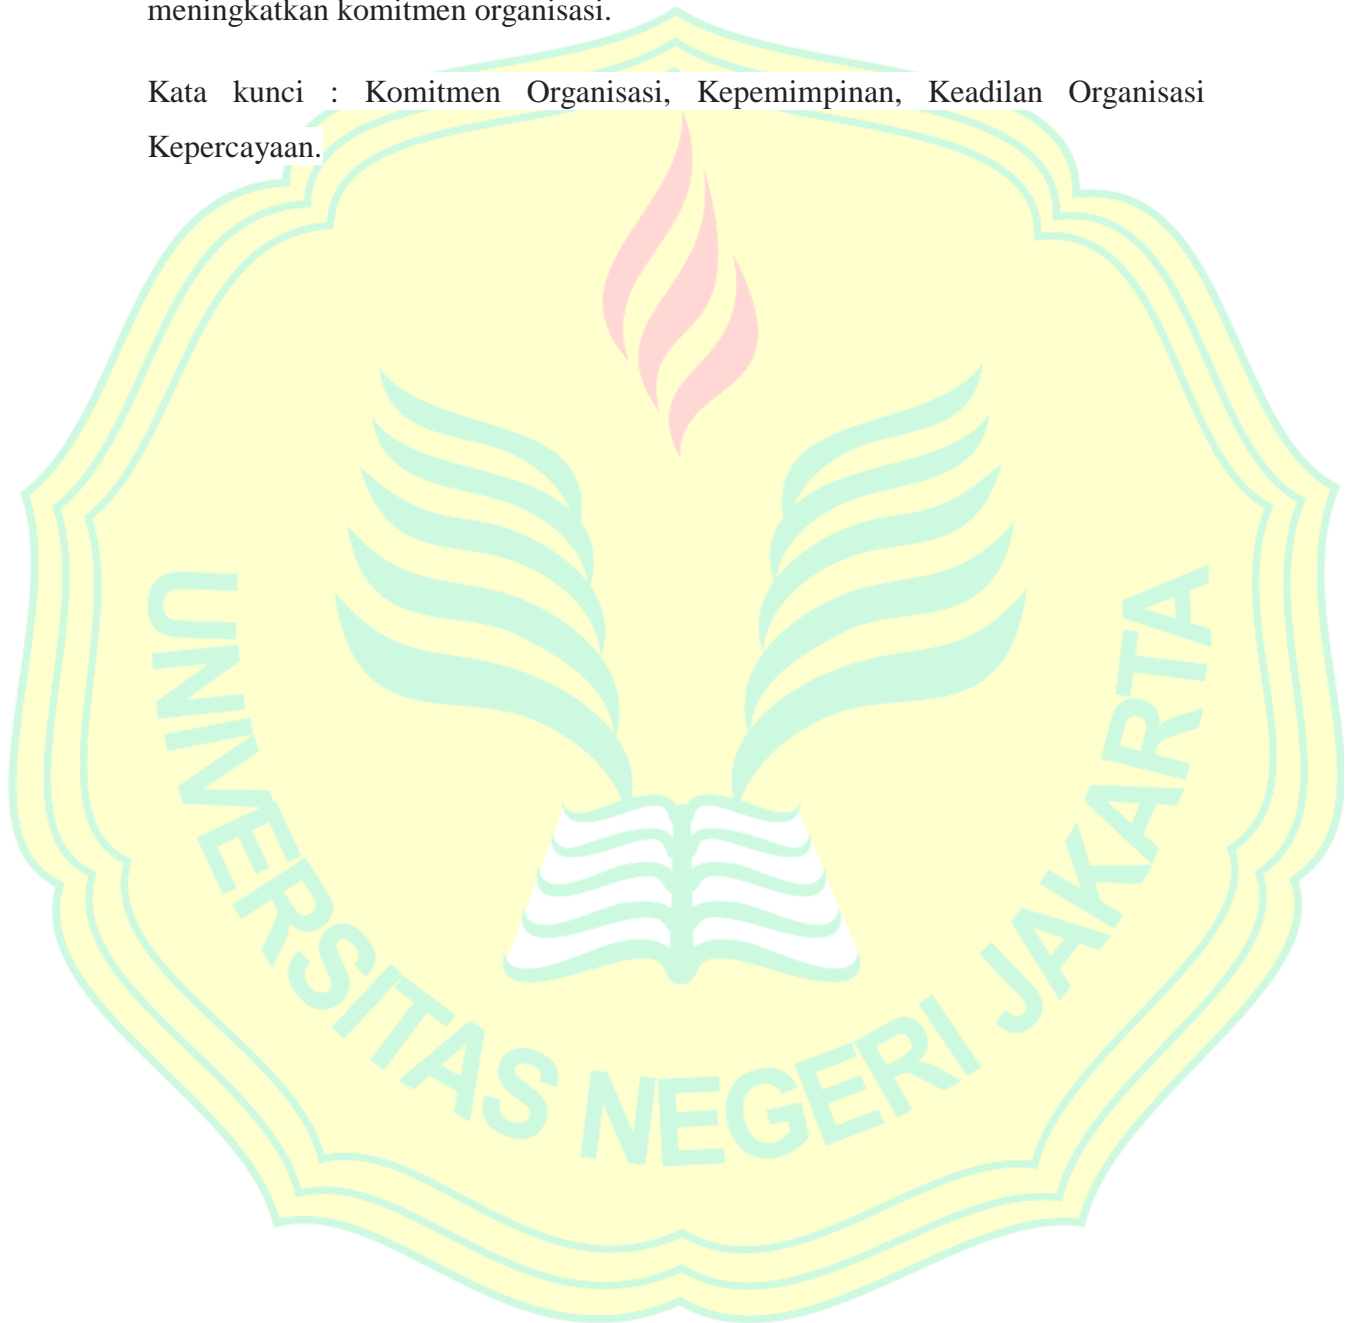 meningkatkan komitmen organisasi.
Kata kunci : Komitmen Organisasi, Kepemimpinan, Keadilan Organisasi
Kepercayaan.
UNIVERSITAS NEGERI JAKARTA